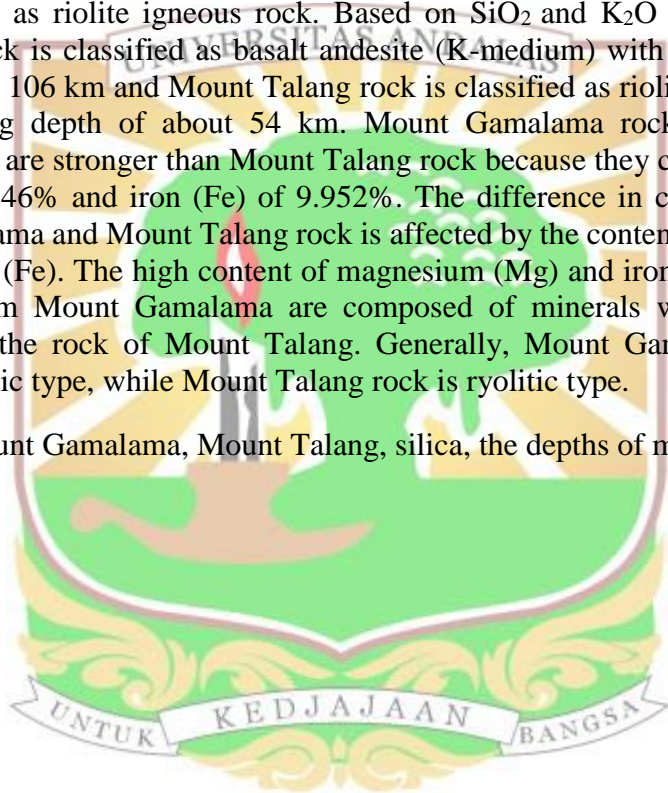 as riolite igneous rock. Based on SiO2 and K2O
ck is classified as basalt andesite (K-medium) with
106 km and Mount Talang rock is classified as rioli
g depth of about 54 km. Mount Gamalama rock
are stronger than Mount Talang rock because they c
46% and iron (Fe) of 9.952%. The difference in c
ama and Mount Talang rock is affected by the conten
(Fe). The high content of magnesium (Mg) and iron
m Mount Gamalama are composed of minerals w
the rock of Mount Talang. Generally, Mount Gam
tic type, while Mount Talang rock is ryolitic type.
unt Gamalama, Mount Talang, silica, the depths of m
UNIVERSITAS ANDALAS
UNTUK KEDJAJAAN BANGSA